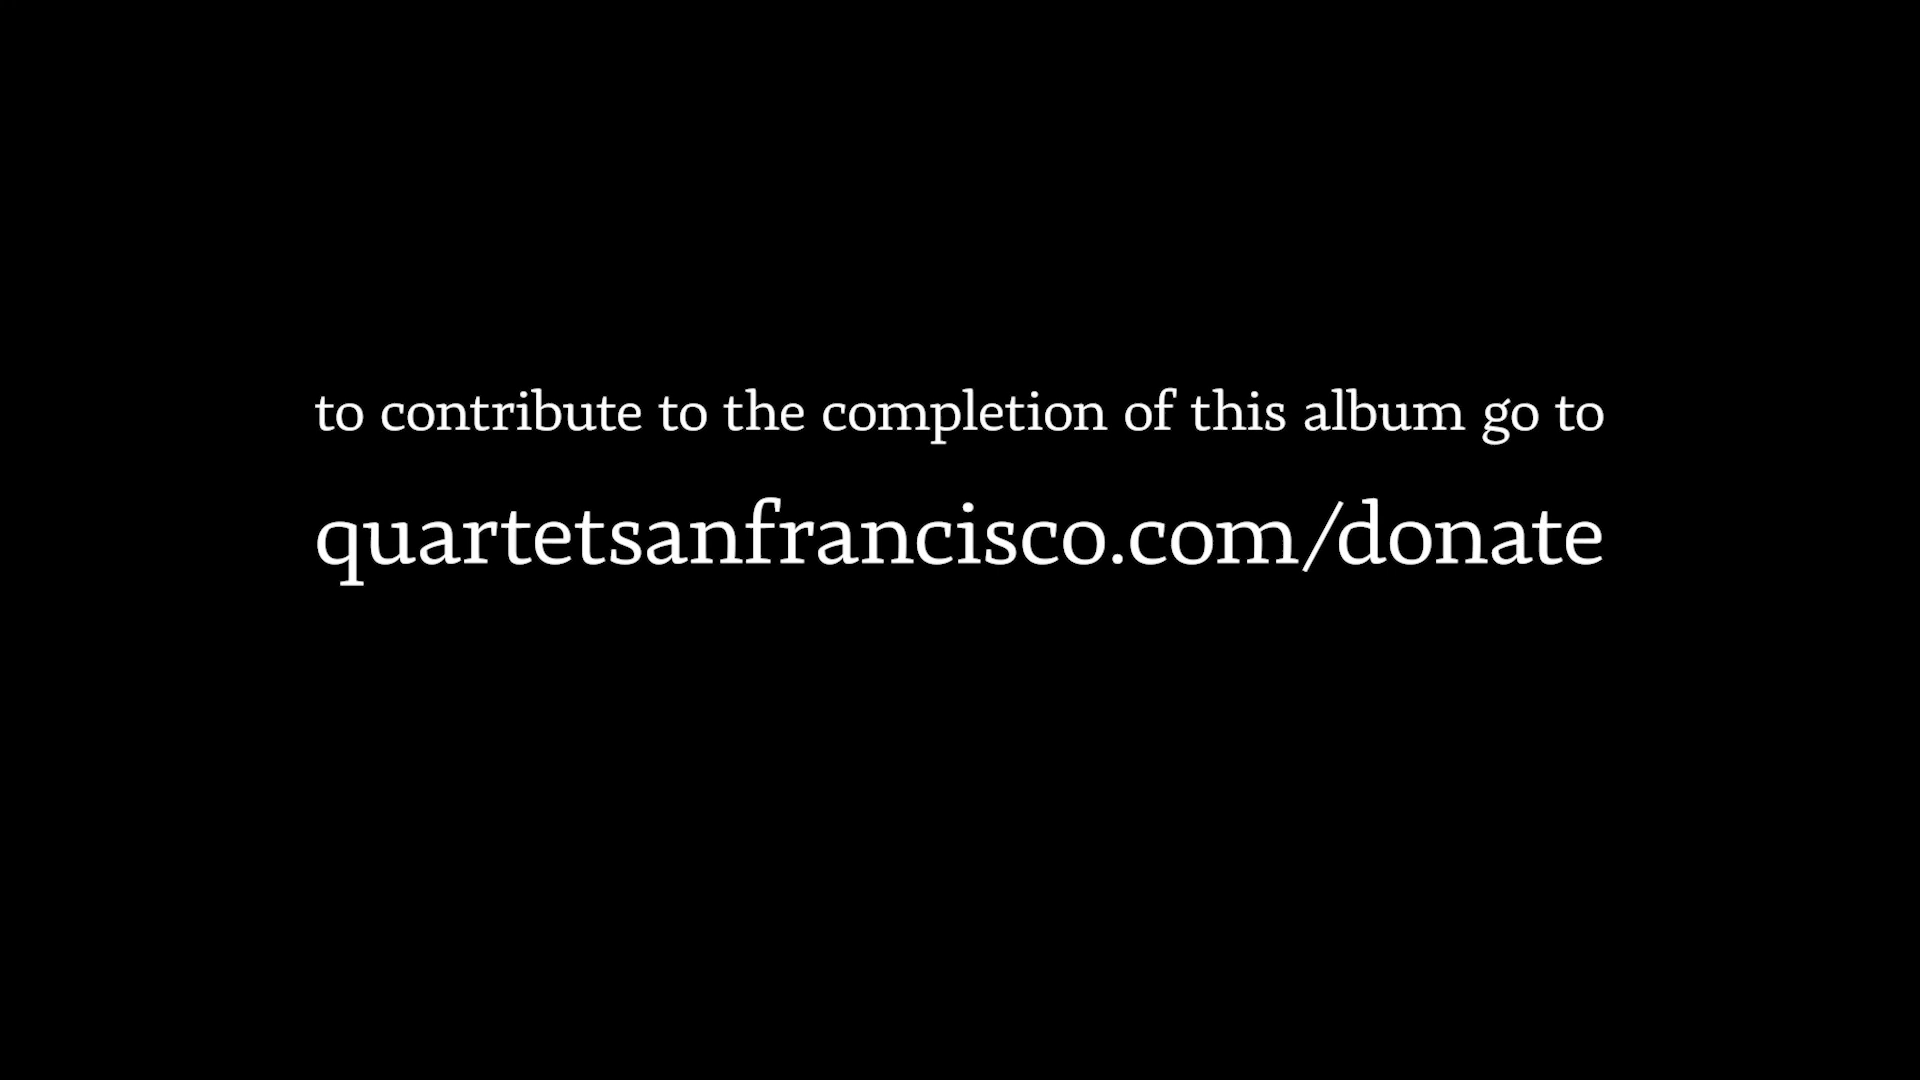 to contribute to the completion of this album go to
quartetsanfrancisco.com/donate